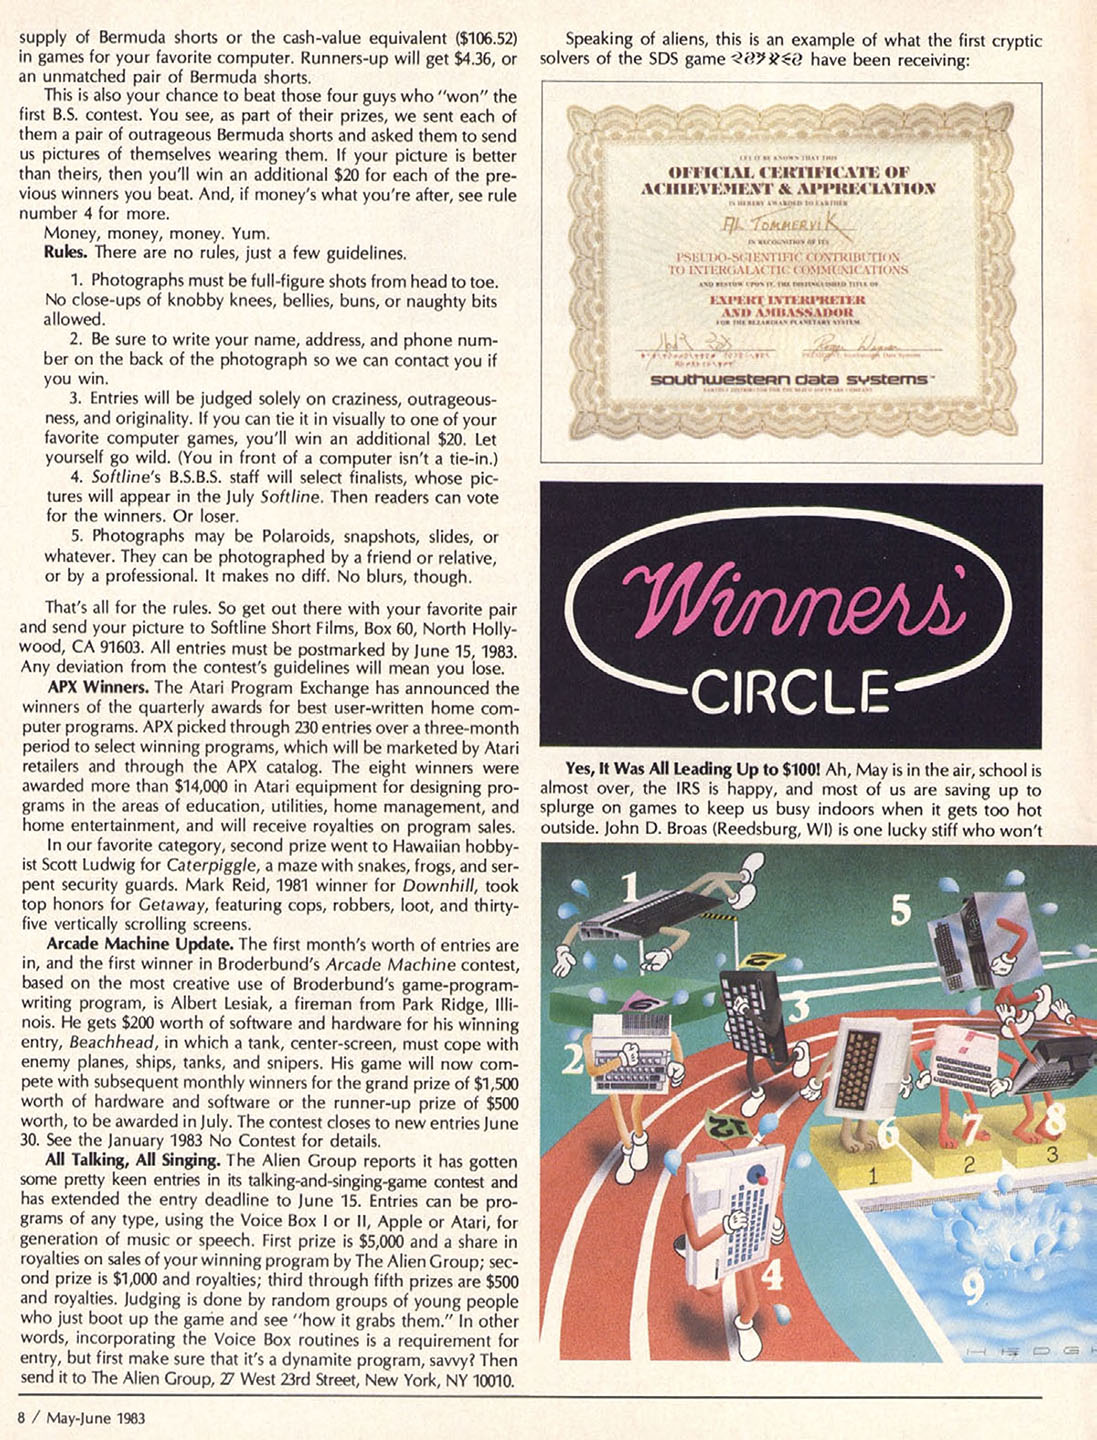 supply of Bermuda shorts or the cash-value equivalent ($106.52)
in games for your favorite computer. Runners-up will get $4.36, or
an unmatched pair of Bermuda shorts.
This is also your chance to beat those four guys who "won" the
first B.S. contest. You see, as part of their prizes, we sent each of
them a pair of outrageous Bermuda shorts and asked them to send
us pictures of themselves wearing them. If your picture is better
than theirs, then you'll win an additional $20 for each of the pre-
vious winners you beat. And, if money's what you're after, see rule
number 4 for more.
Money, money, money. Yum.
Rules. There are no rules, just a few guidelines.
1. Photographs must be full-figure shots from head to toe.
No close-ups of knobby knees, bellies, buns, or naughty bits
allowed.
2. Be sure to write your name, address, and phone num-
ber on the back of the photograph so we can contact you if
you win.
3. Entries will be judged solely on craziness, outrageous-
ness, and originality. If you can tie it in visually to one of your
favorite computer games, you'll win an additional $20. Let
yourself go wild. (You in front of a computer isn't a tie-in.)
4. Softline's B.S.B.S. staff will select finalists, whose pic-
tures will appear in the July Softline. Then readers can vote
for the winners. Or loser.
5. Photographs may be Polaroids, snapshots, slides, or
whatever. They can be photographed by a friend or relative,
or by a professional. It makes no diff. No blurs, though.
That's all for the rules. So get out there with your favorite pair
and send your picture to Softline Short Films, Box 60, North Holly-
wood, CA 91603. All entries must be postmarked by June 15, 1983.
Any deviation from the contest's guidelines will mean you lose.
APX Winners. The Atari Program Exchange has announced the
winners of the quarterly awards for best user-written home com-
puter programs. APX picked through 230 entries over a three-month
period to select winning programs, which will be marketed by Atari
retailers and through the APX catalog. The eight winners were
awarded more than $14,000 in Atari equipment for designing pro-
grams in the areas of education, utilities, home management, and
home entertainment, and will receive royalties on program sales.
In our favorite category, second prize went to Hawaiian hobby-
ist Scott Ludwig for Caterpiggle, a maze with snakes, frogs, and ser-
pent security guards. Mark Reid, 1981 winner for Downhill, took
top honors for Getaway, featuring cops, robbers, loot, and thirty-
five vertically scrolling screens.
Arcade Machine Update. The first month's worth of entries are
in, and the first winner in Broderbund's Arcade Machine contest,
based on the most creative use of Broderbund's game-program-
writing program, is Albert Lesiak, a fireman from Park Ridge, Illi-
nois. He gets $200 worth of software and hardware for his winning
entry, Beachhead, in which a tank, center-screen, must cope with
enemy planes, ships, tanks, and snipers. His game will now com-
pete with subsequent monthly winners for the grand prize of $1,500
worth of hardware and software or the runner-up prize of $500
worth, to be awarded in July. The contest closes to new entries June
30. See the January 1983 No Contest for details.
All Talking, All Singing. The Alien Group reports it has gotten
some pretty keen entries in its talking-and-singing-game contest and
has extended the entry deadline to June 15. Entries can be pro-
grams of any type, using the Voice Box I or II, Apple or Atari, for
generation of music or speech. First prize is $5,000 and a share in
royalties on sales of your winning program by The Alien Group; sec-
ond prize is $1,000 and royalties; third through fifth prizes are $500
and royalties. Judging is done by random groups of young people
who just boot up the game and see "how it grabs them." In other
words, incorporating the Voice Box routines is a requirement for
entry, but first make sure that it's a dynamite program, savvy? Then
send it to The Alien Group, 27 West 23rd Street, New York, NY 10010.
Speaking of aliens, this is an example of what the first cryptic
solvers of the SDS game have been receiving:
LET IT BE KNOWN THAT THIS
OFFICIAL CERTIFICATE OF
ACHIEVEMENT & APPRECIATION
IS HEREBY AWARDED TO EARTHER
AL TOMMERVIK
IN RECOGNITION OF ITS
PSEUDO-SCIENTIFIC CONTRIBUTION
TO INTERGALACTIC COMMUNICATIONS
AND BESTOW UPON IT, THE DISTINGUISHED TITLE OF
EXPERT INTERPRETER
AND AMBASSADOR
FOR THE BEZARDIAN PLANETARY SYSTEM
Roger Wagner
PRESIDENT, Southwestern Data Systems
southwestern data systems™
Winners'
CIRCLE
Yes, It Was All Leading Up to $100! Ah, May is in the air, school is
almost over, the IRS is happy, and most of us are saving up to
splurge on games to keep us busy indoors when it gets too hot
outside. John D. Broas (Reedsburg, WI) is one lucky stiff who won't
1
5
12
6
3
2
6
7
8
1
2
3
12
4
9
8 / May-June 1983